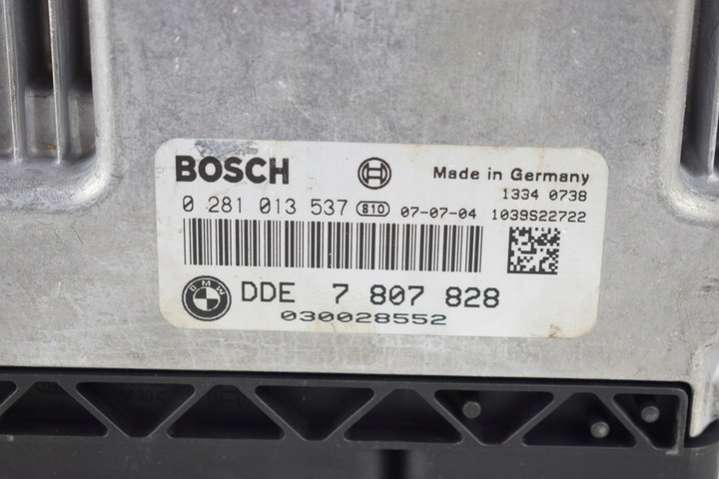 BOSCH Made in Germany
1334 0738
0 281 013 537 810 07-07-04 1039S22722
BMW DDE 7 807 828
030028552